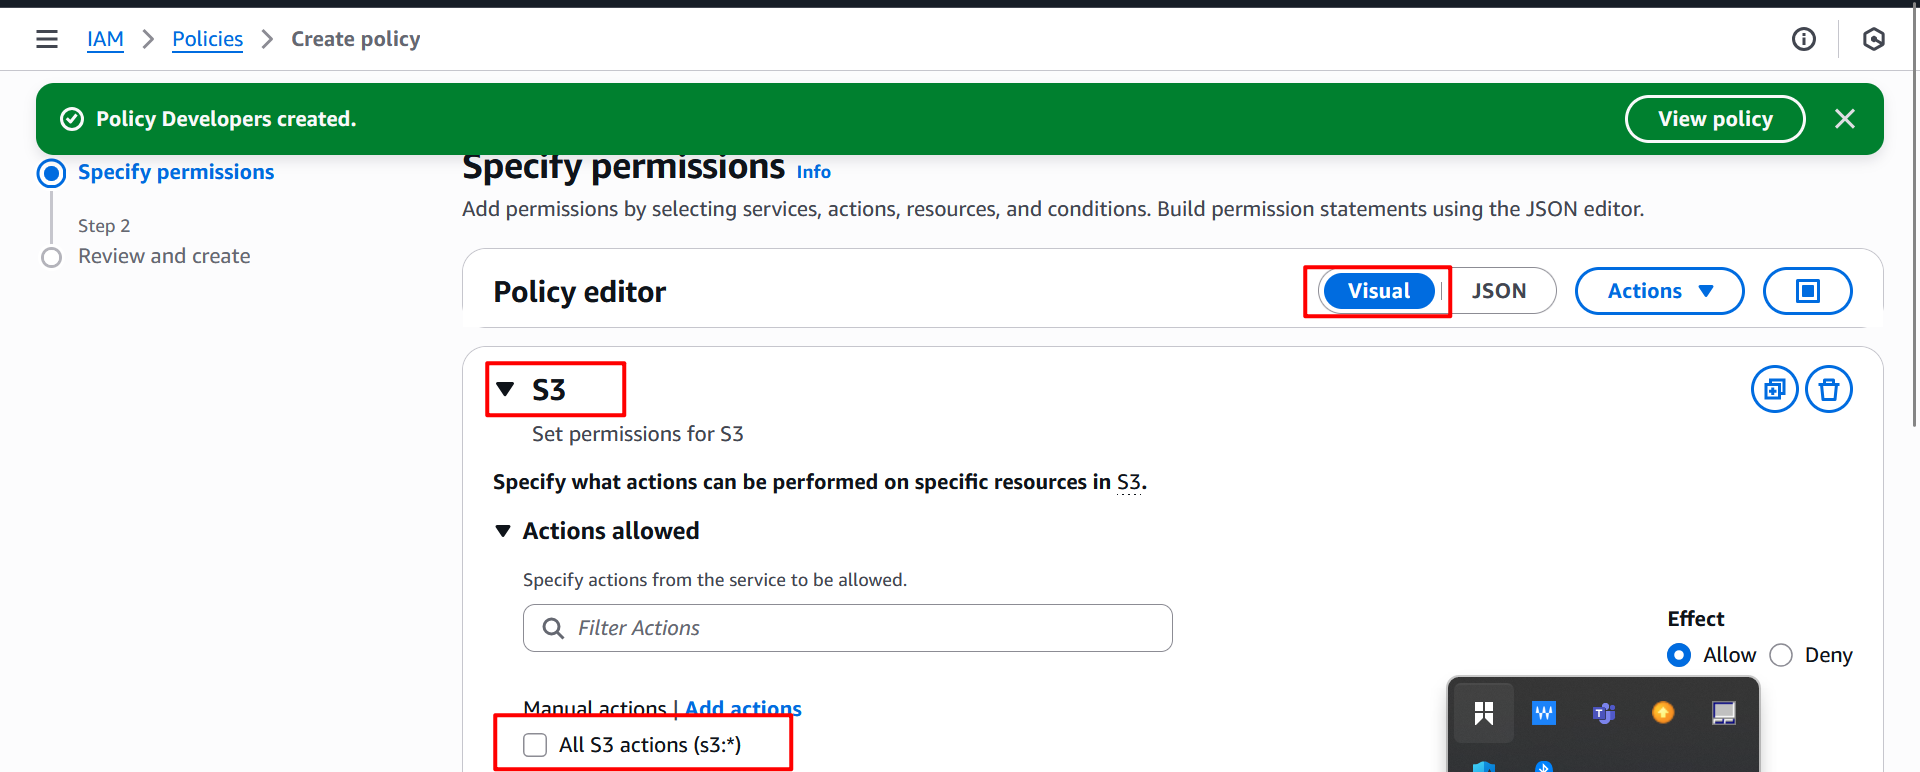 IAM > Policies > Create policy
Policy Developers created.
View policy
Specify permissions
Step 2
Review and create
Specify permissions Info
Add permissions by selecting services, actions, resources, and conditions. Build permission statements using the JSON editor.
Policy editor
Visual
JSON
Actions
S3
Set permissions for S3
Specify what actions can be performed on specific resources in S3.
Actions allowed
Specify actions from the service to be allowed.
Filter Actions
Effect
Allow
Deny
Manual actions | Add actions
All S3 actions (s3:*)